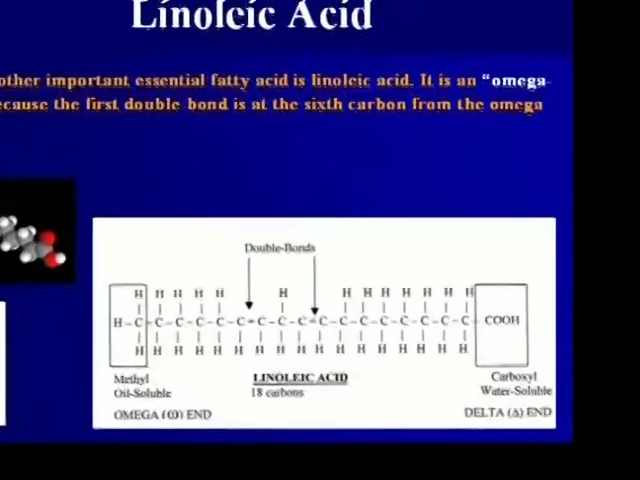 Linoleic Acid
other important essential fatty acid is linoleic acid. It is an "omega-
ecause the first double bond is at the sixth carbon from the omega
Double-Bonds
H H H H H H H H H H H H H
H - C - C - C - C - C - C = C - C - C = C - C - C - C - C - C - C - C - COOH
H H H H H H H H H H H H H H H H H
Methyl
Oil-Soluble
LINOLEIC ACID
18 carbons
Carboxyl
Water-Soluble
OMEGA (ω) END
DELTA (Δ) END